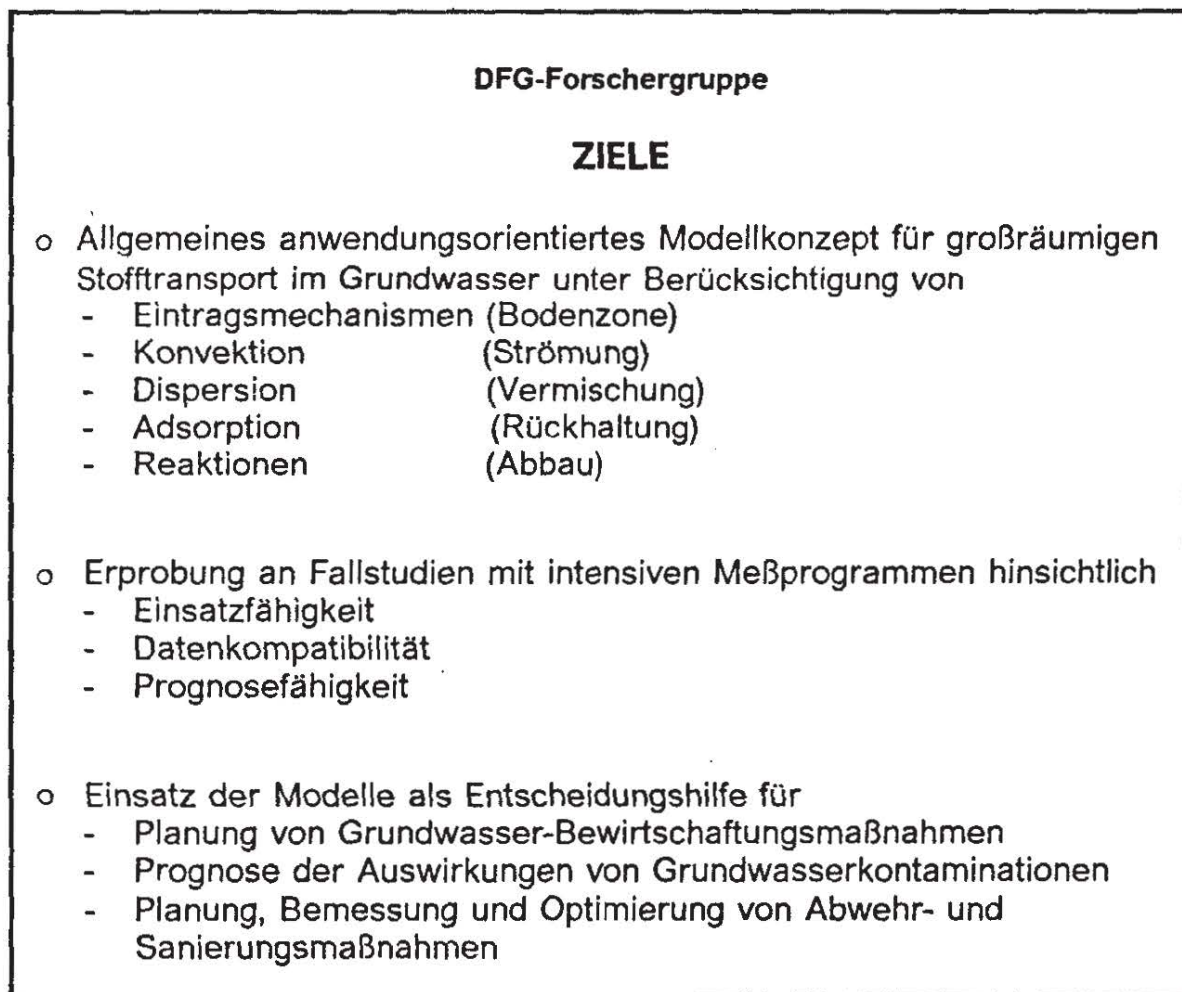 DFG-Forschergruppe
ZIELE
o Allgemeines anwendungsorientiertes Modellkonzept für großräumigen
Stofftransport im Grundwasser unter Berücksichtigung von
- Eintragsmechanismen (Bodenzone)
- Konvektion (Strömung)
- Dispersion (Vermischung)
- Adsorption (Rückhaltung)
- Reaktionen (Abbau)
o Erprobung an Fallstudien mit intensiven Meßprogrammen hinsichtlich
- Einsatzfähigkeit
- Datenkompatibilität
- Prognosefähigkeit
o Einsatz der Modelle als Entscheidungshilfe für
- Planung von Grundwasser-Bewirtschaftungsmaßnahmen
- Prognose der Auswirkungen von Grundwasserkontaminationen
- Planung, Bemessung und Optimierung von Abwehr- und
Sanierungsmaßnahmen